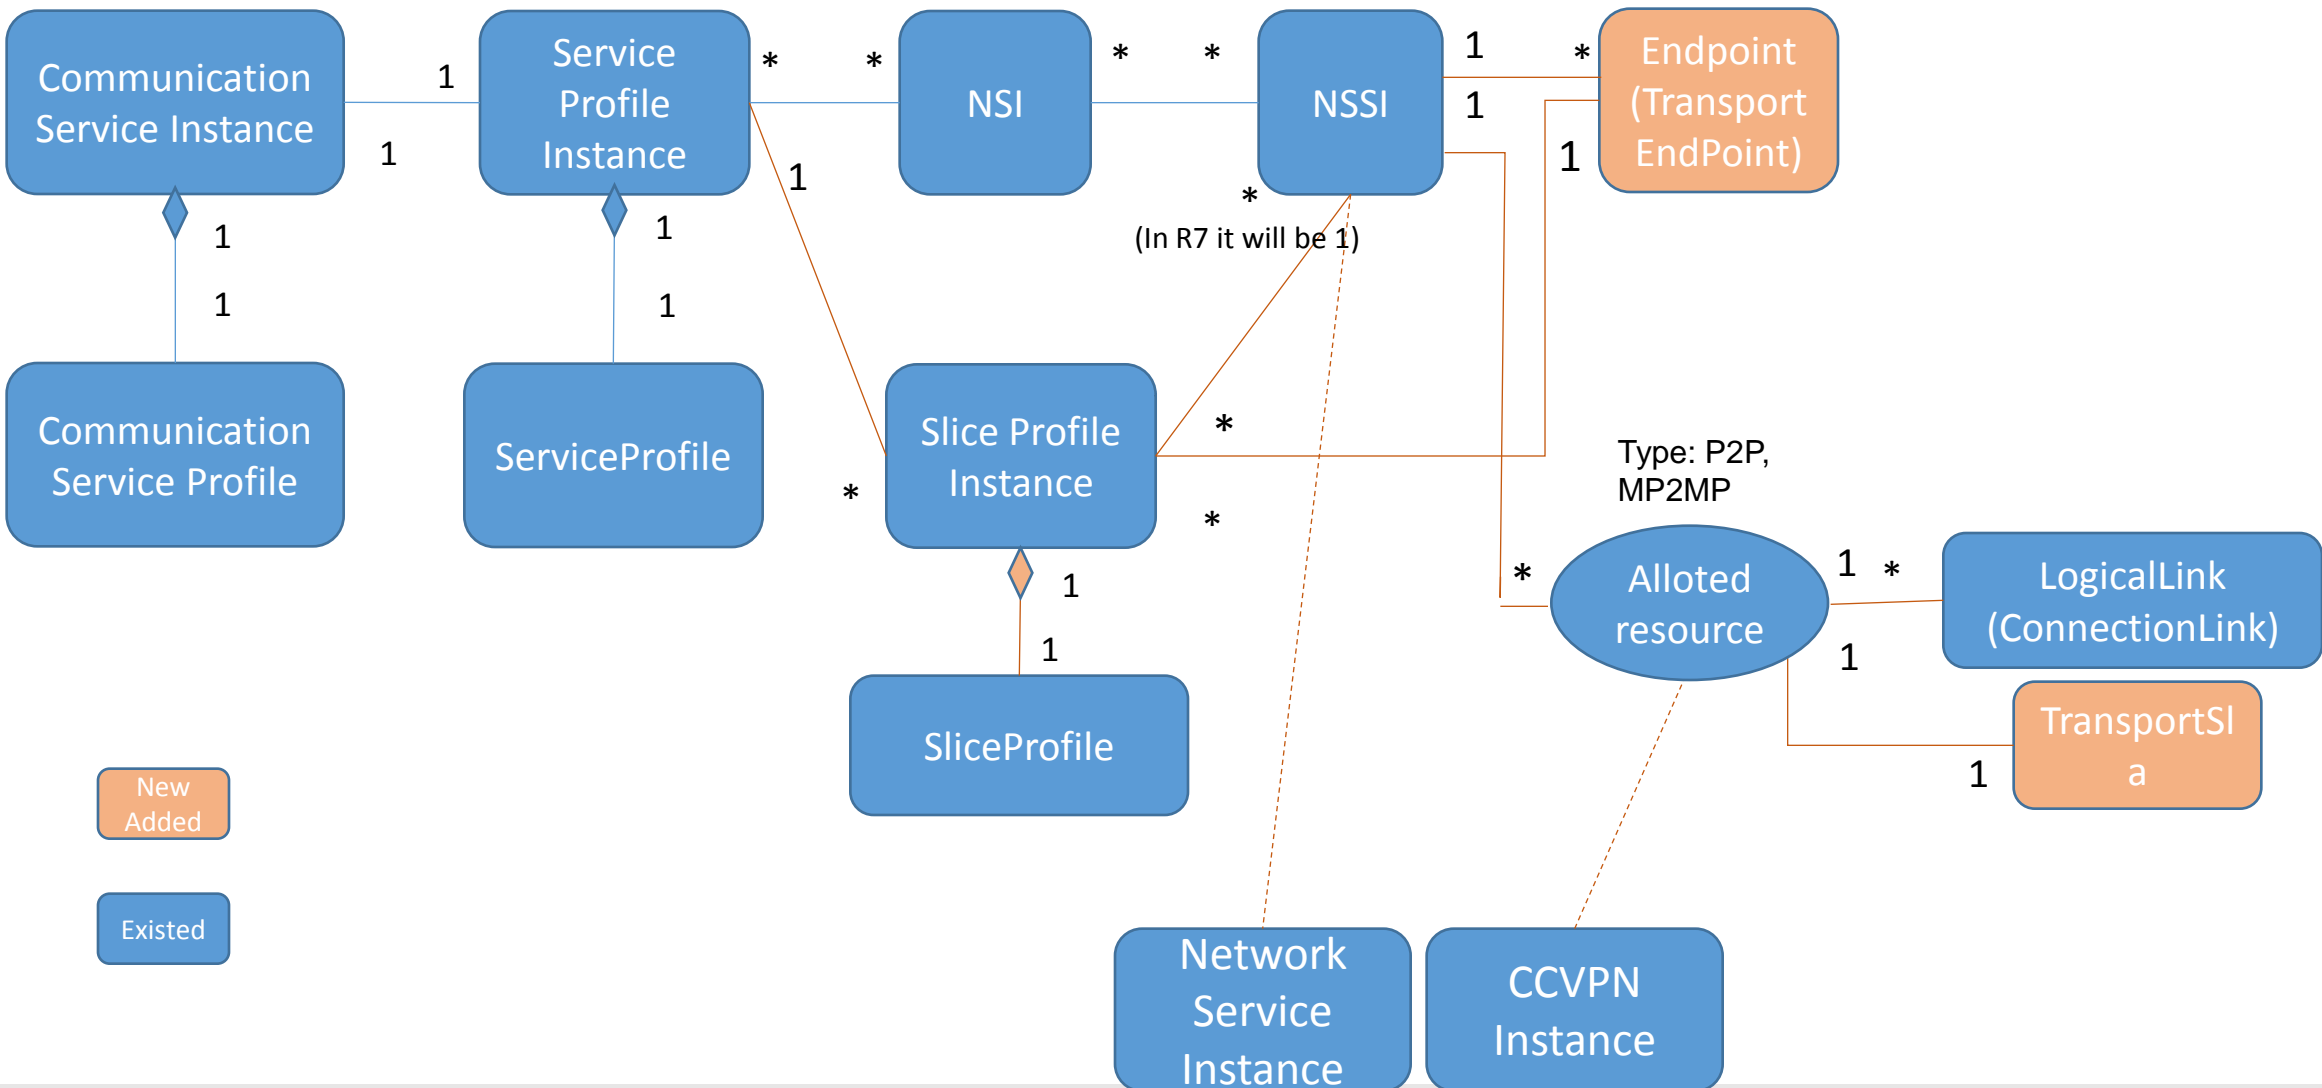 Communication
Service Instance
1
1
Service
Profile
Instance
*
*
NSI
*
*
NSSI
1
*
1
Endpoint
(Transport
EndPoint)
1
1
*
(In R7 it will be 1)
1
1
1
1
Communication
Service Profile
ServiceProfile
Slice Profile
Instance
*
*
*
1
1
SliceProfile
Type: P2P,
MP2MP
*
Alloted
resource
1
*
LogicalLink
(ConnectionLink)
1
1
TransportSl
a
New
Added
Existed
Network
Service
Instance
CCVPN
Instance